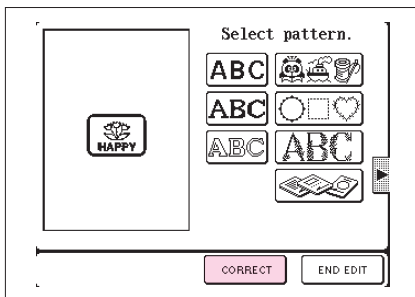 Select pattern.
ABC
ABC
HAPPY
ABC
ABC
CORRECT
END EDIT